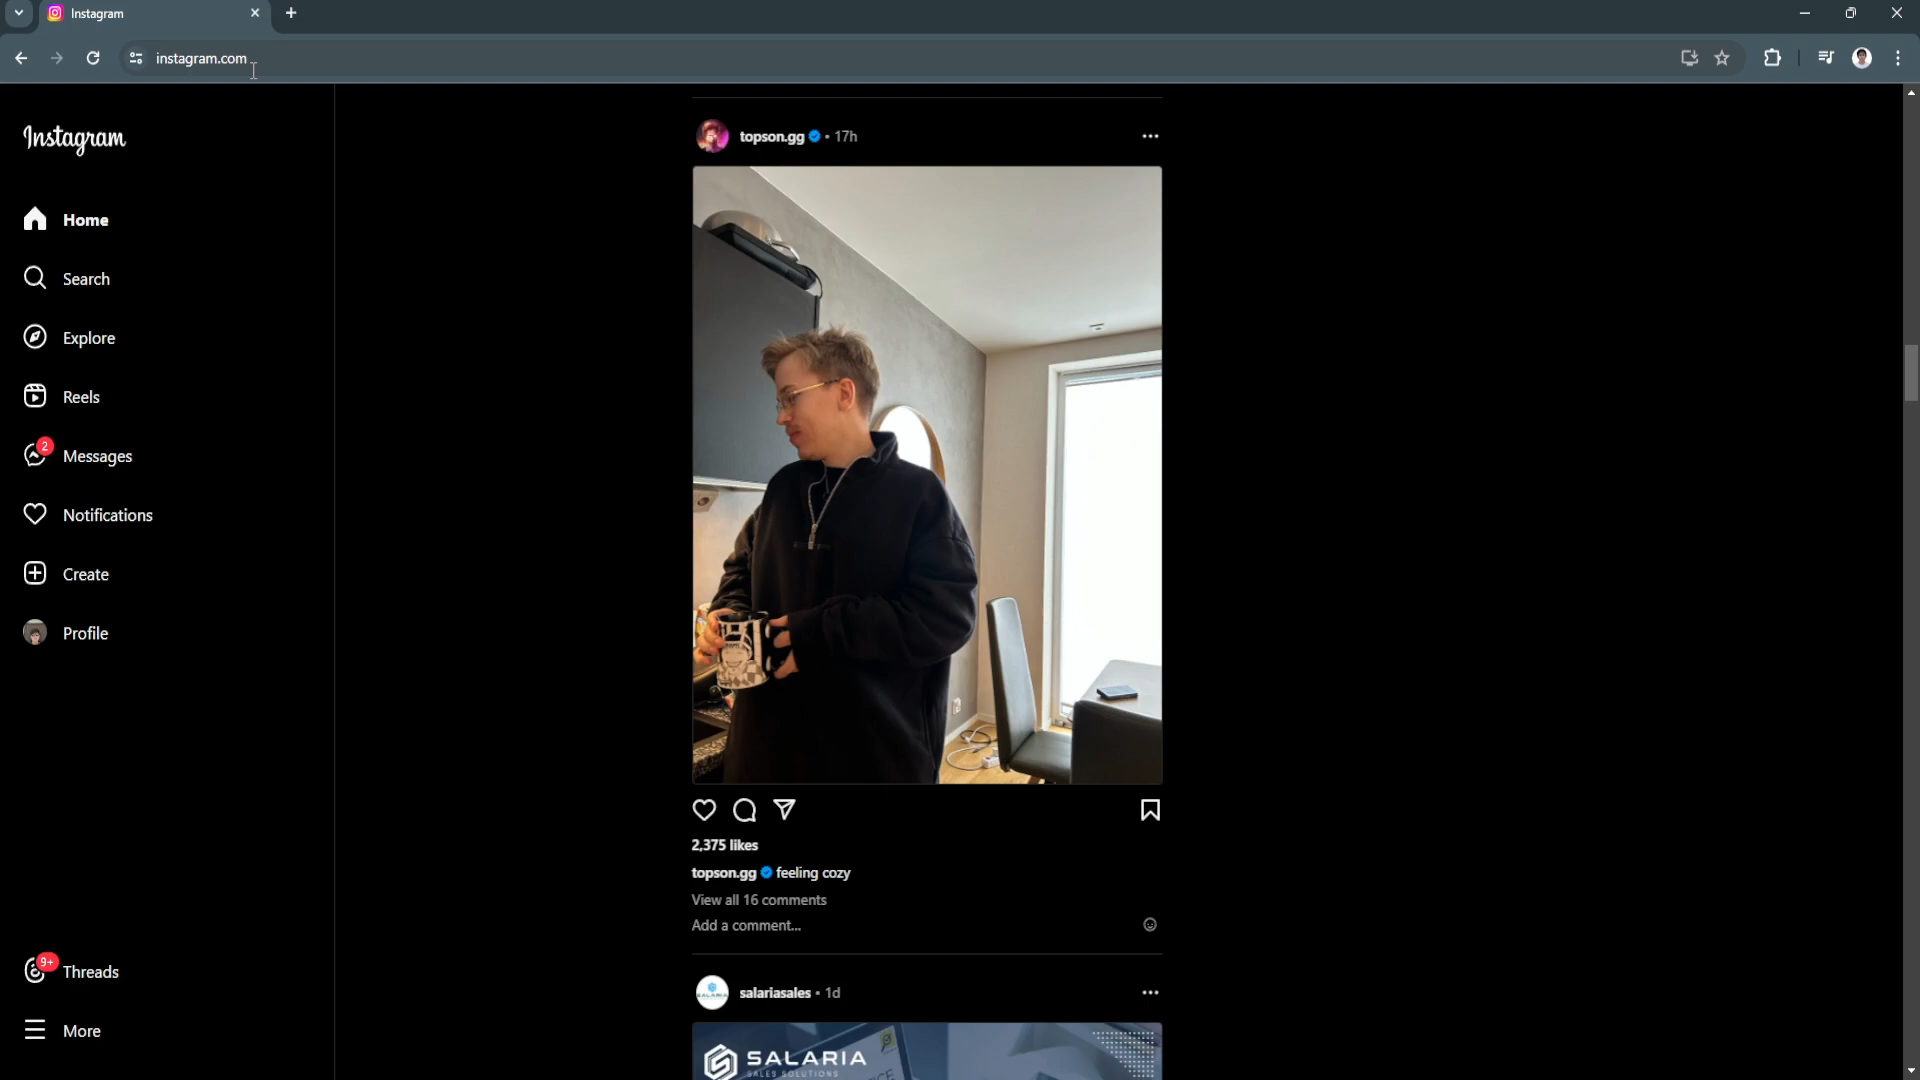 Instagram
instagram.com
Instagram
Home
Search
Explore
Reels
2
Messages
Notifications
Create
Profile
9+
Threads
More
topson.gg • 17h
2,375 likes
topson.gg feeling cozy
View all 16 comments
Add a comment...
salariasales • 1d
SALARIA
SALES SOLUTIONS